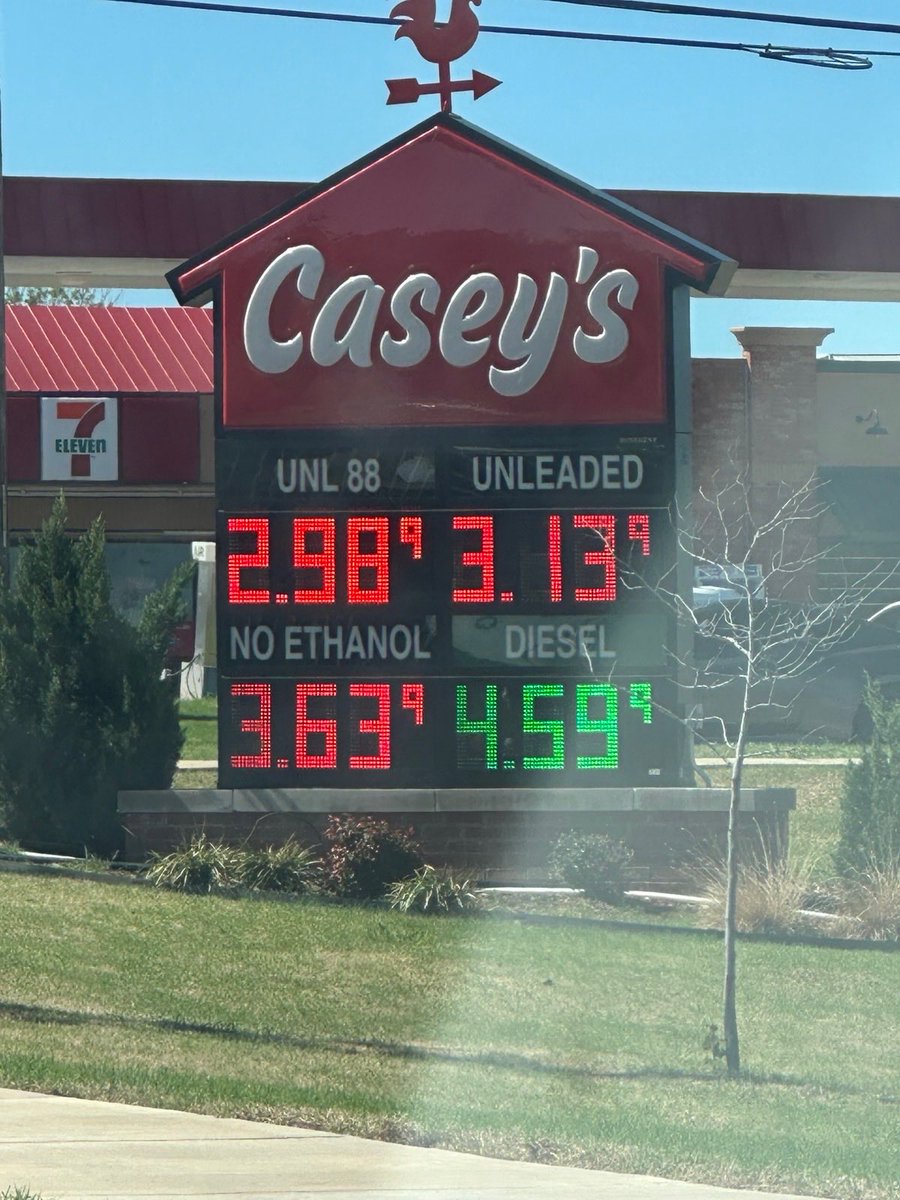 Casey's
7
ELEVEN
UNL 88 UNLEADED
2.98⁹ 3.13⁹
NO ETHANOL DIESEL
3.63⁹ 4.59⁹